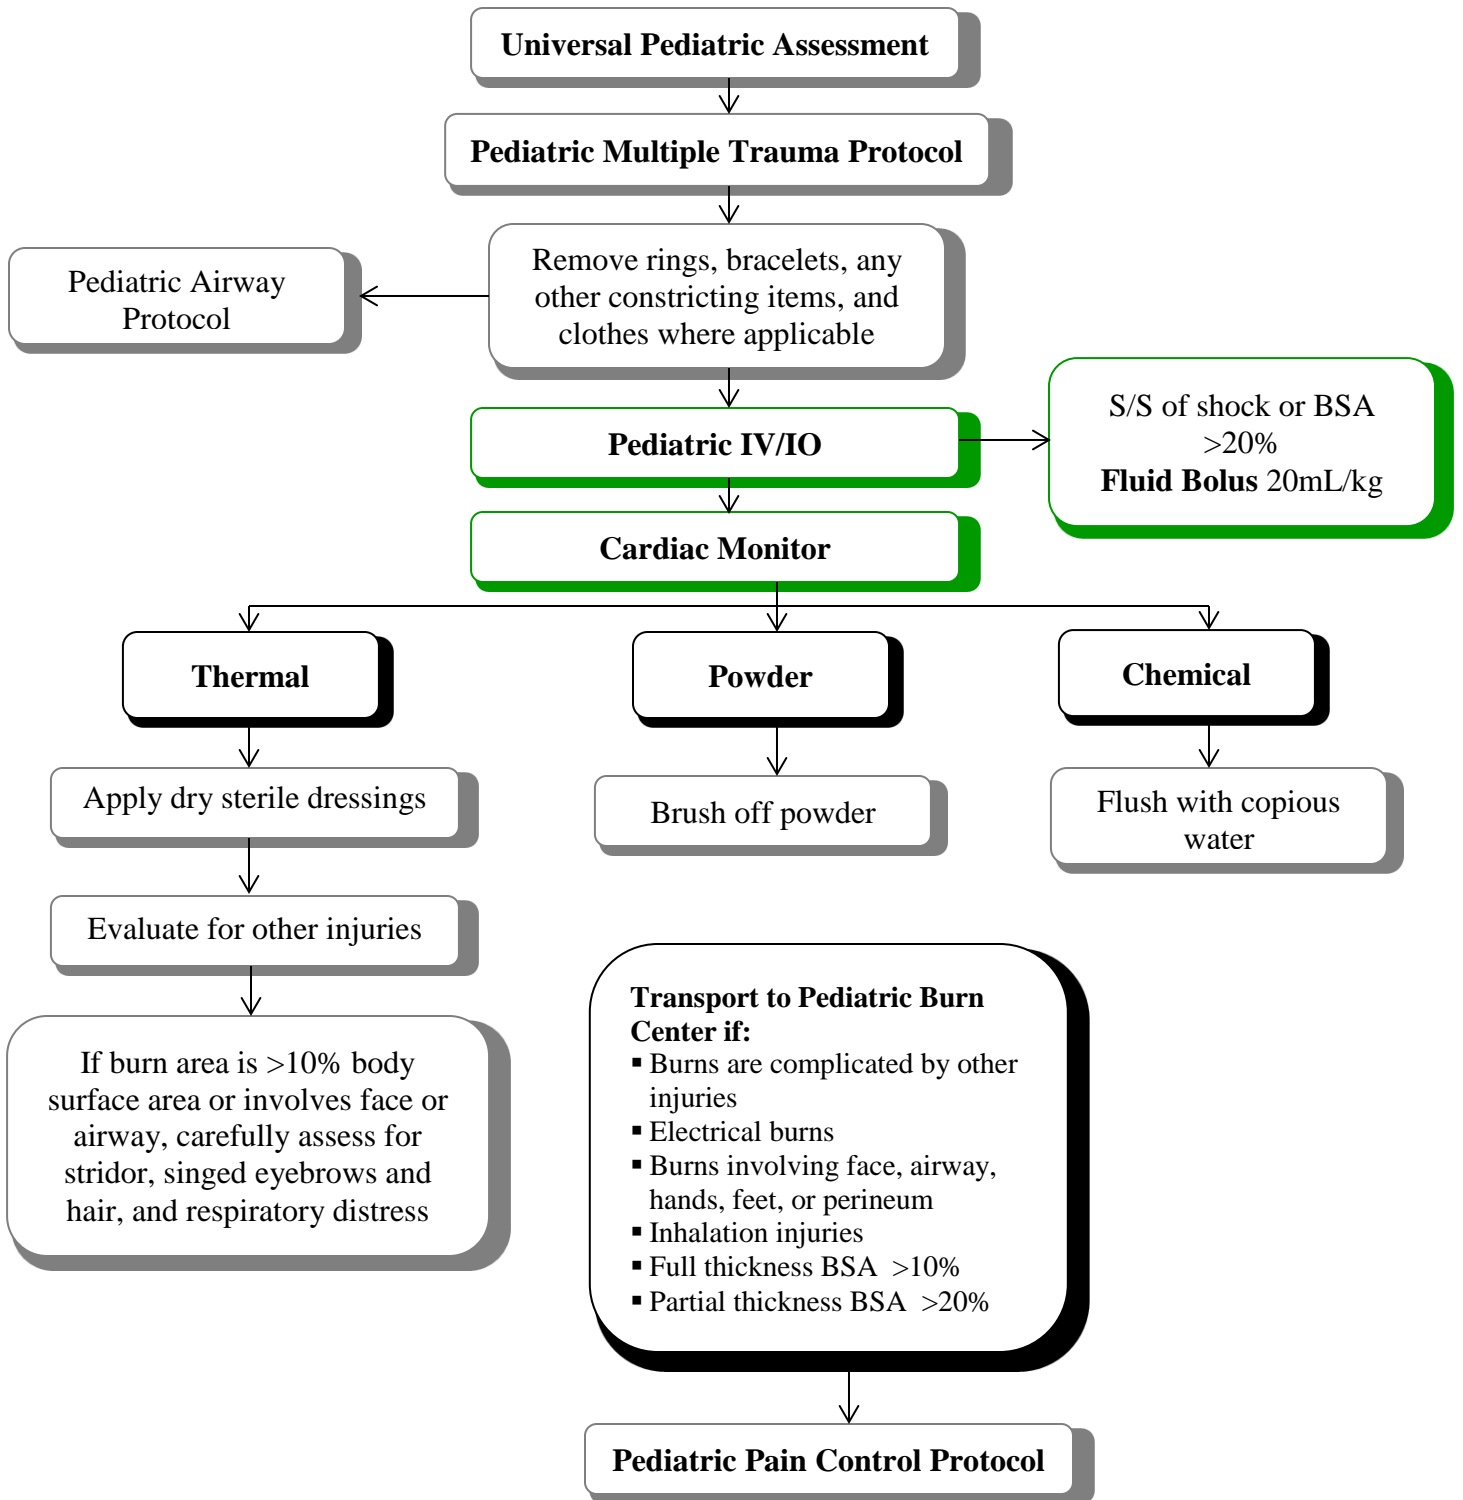 Universal Pediatric Assessment
Pediatric Multiple Trauma Protocol
Remove rings, bracelets, any
other constricting items, and
clothes where applicable
Pediatric Airway
Protocol
Pediatric IV/IO
S/S of shock or BSA
>20%
Fluid Bolus 20mL/kg
Cardiac Monitor
Thermal
Powder
Chemical
Apply dry sterile dressings
Brush off powder
Flush with copious
water
Evaluate for other injuries
If burn area is >10% body
surface area or involves face or
airway, carefully assess for
stridor, singed eyebrows and
hair, and respiratory distress
Transport to Pediatric Burn
Center if:
▪ Burns are complicated by other
injuries
▪ Electrical burns
▪ Burns involving face, airway,
hands, feet, or perineum
▪ Inhalation injuries
▪ Full thickness BSA >10%
▪ Partial thickness BSA >20%
Pediatric Pain Control Protocol